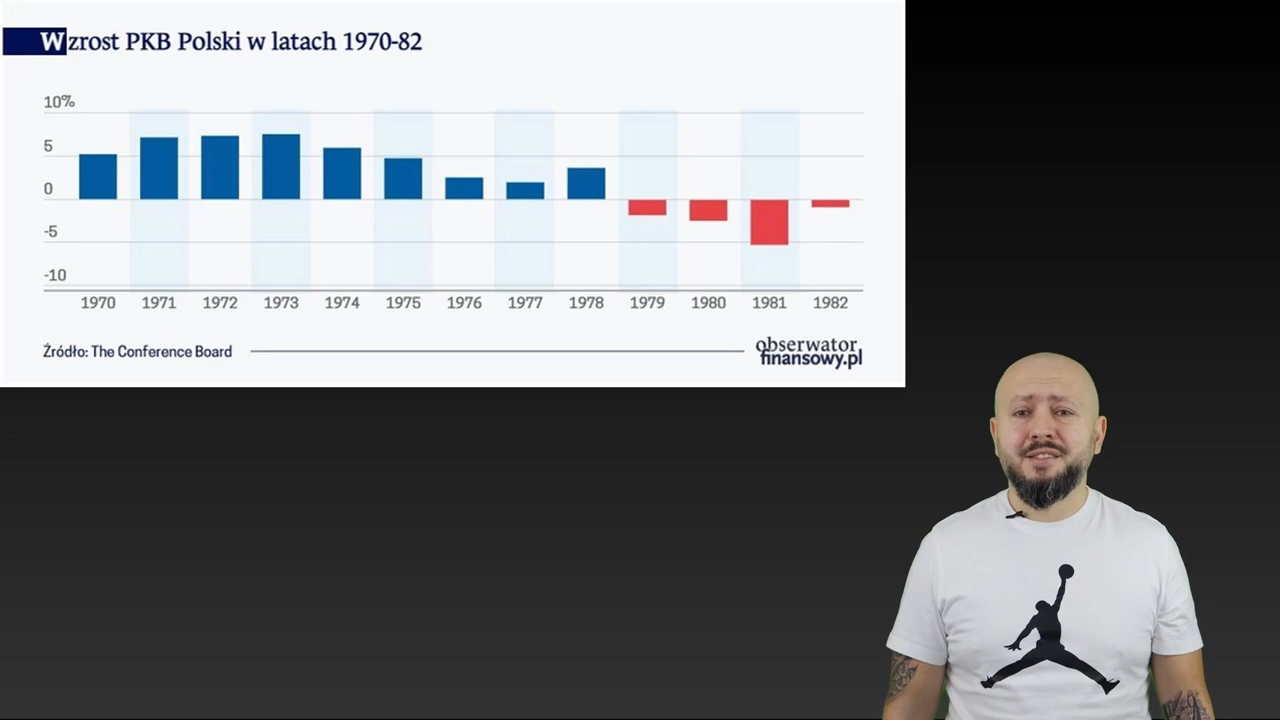 Wzrost PKB Polski w latach 1970-82
10%
5
0
-5
-10
1970 1971 1972 1973 1974 1975 1976 1977 1978 1979 1980 1981 1982
Źródło: The Conference Board
obserwator
finansowy.pl